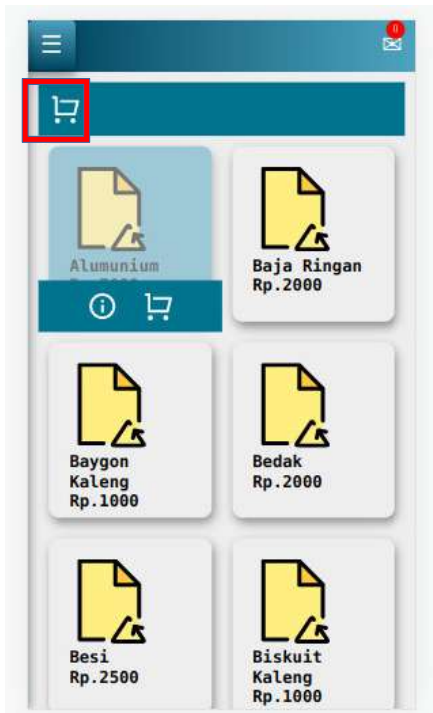 0
Alumunium
Baja Ringan
Rp.2000
Baygon
Kaleng
Rp.1000
Bedak
Rp.2000
Besi
Rp.2500
Biskuit
Kaleng
Rp.1000